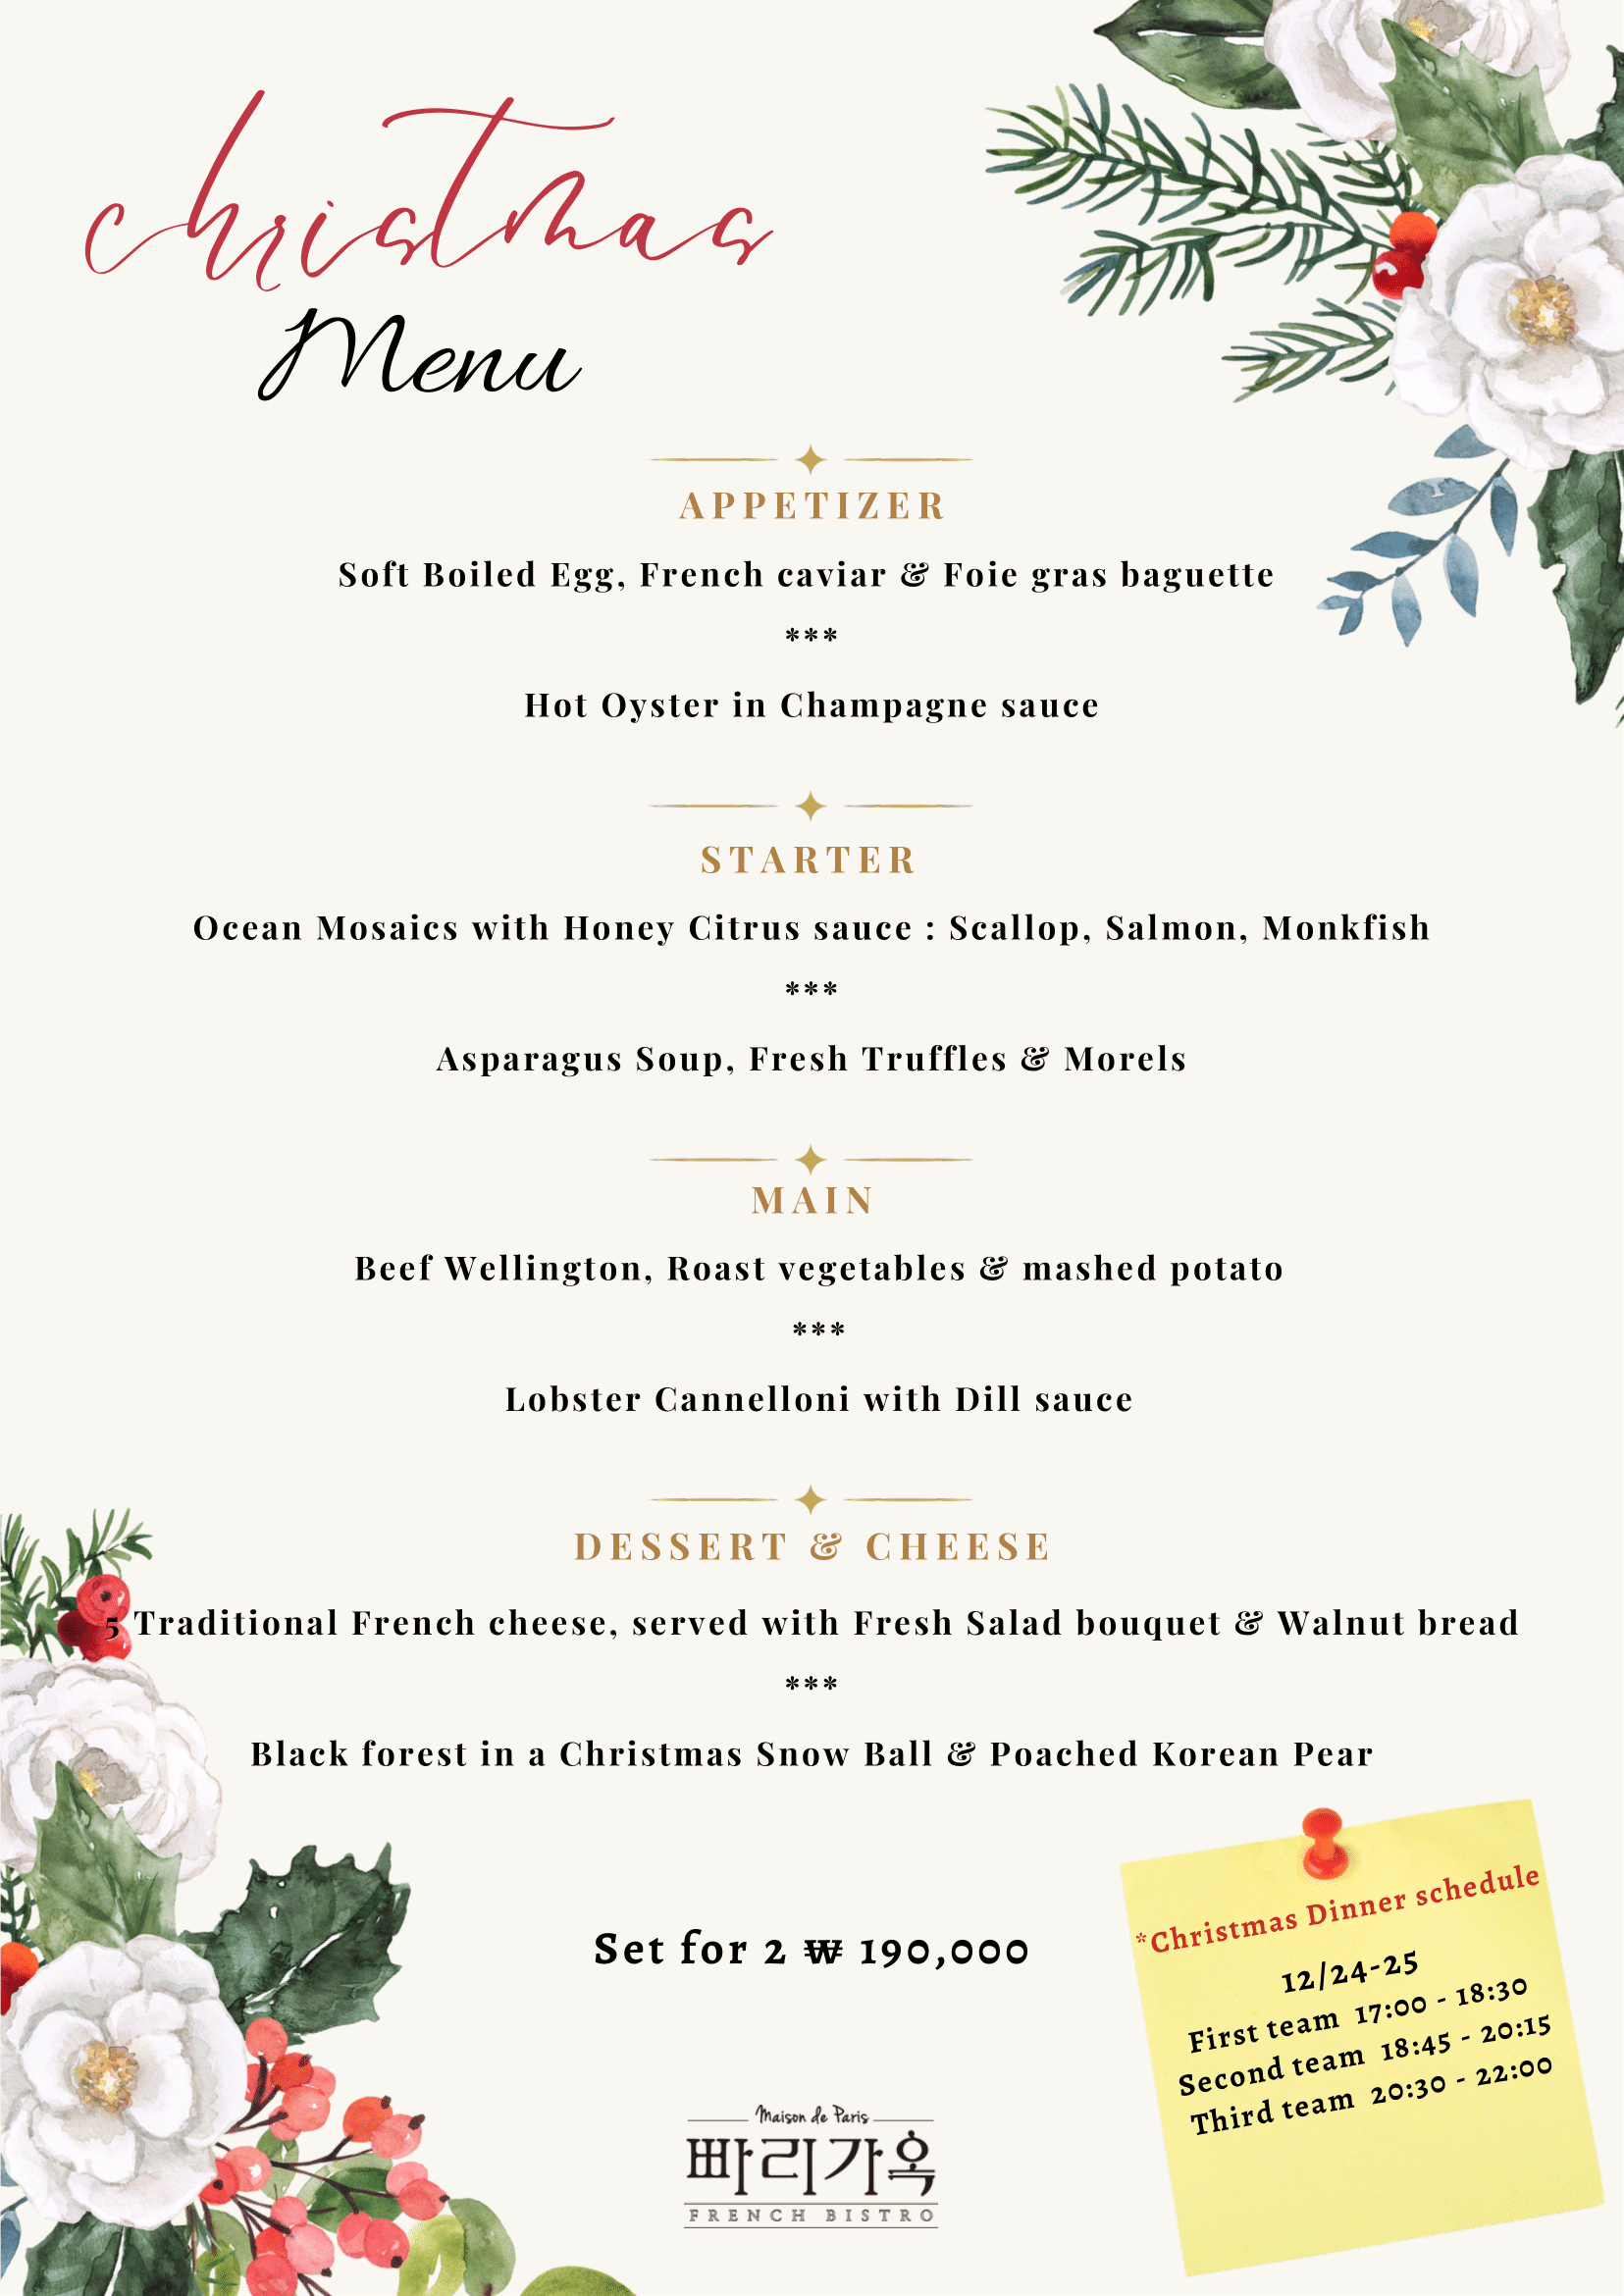 christmas
Menu
APPETIZER
Soft Boiled Egg, French caviar & Foie gras baguette
***
Hot Oyster in Champagne sauce
STARTER
Ocean Mosaics with Honey Citrus sauce : Scallop, Salmon, Monkfish
***
Asparagus Soup, Fresh Truffles & Morels
MAIN
Beef Wellington, Roast vegetables & mashed potato
***
Lobster Cannelloni with Dill sauce
DESSERT & CHEESE
5 Traditional French cheese, served with Fresh Salad bouquet & Walnut bread
***
Black forest in a Christmas Snow Ball & Poached Korean Pear
Set for 2 ₩ 190,000
*Christmas Dinner schedule
12/24-25
First team 17:00 - 18:30
Second team 18:45 - 20:15
Third team 20:30 - 22:00
Maison de Paris
빠리가옥
FRENCH BISTRO